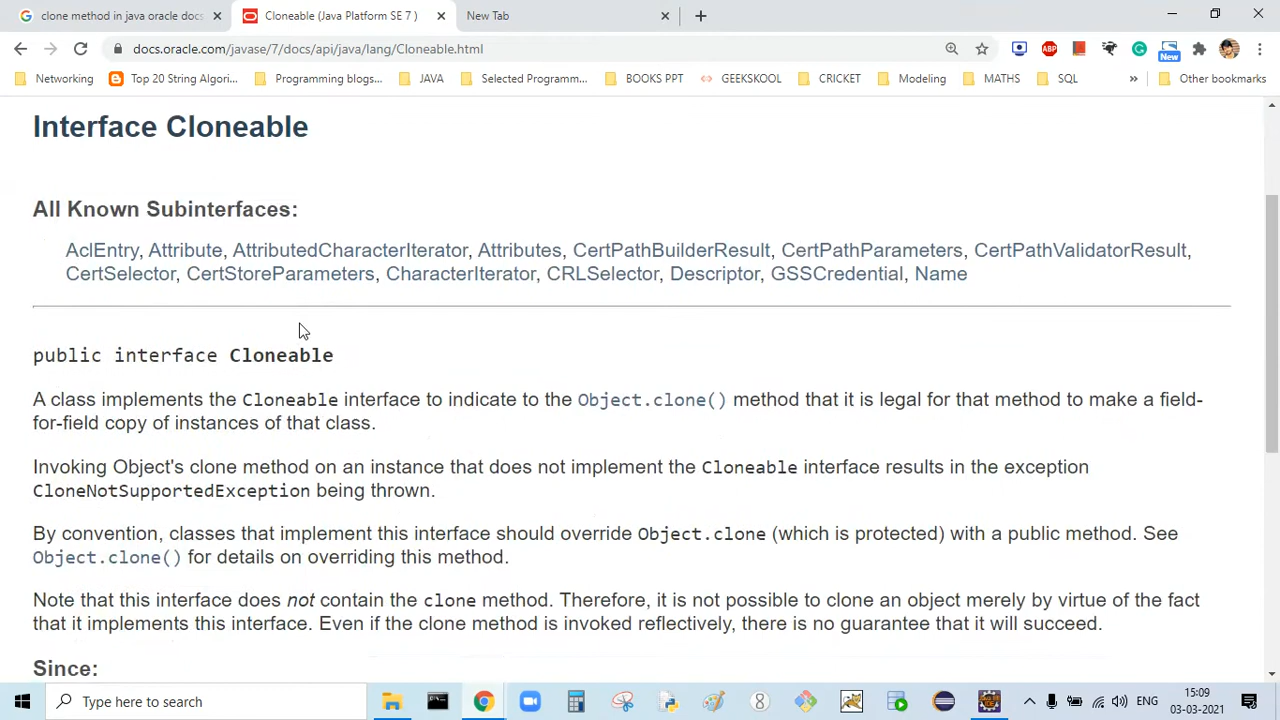 clone method in java oracle docs
Cloneable (Java Platform SE 7 )
New Tab
docs.oracle.com/javase/7/docs/api/java/lang/Cloneable.html
ABP
New
Networking
Top 20 String Algori...
Programming blogs...
JAVA
Selected Programm...
BOOKS PPT
GEEKSKOOL
CRICKET
Modeling
MATHS
SQL
»
Other bookmarks
Interface Cloneable
All Known Subinterfaces:
AclEntry, Attribute, AttributedCharacterIterator, Attributes, CertPathBuilderResult, CertPathParameters, CertPathValidatorResult,
CertSelector, CertStoreParameters, CharacterIterator, CRLSelector, Descriptor, GSSCredential, Name
public interface Cloneable
A class implements the Cloneable interface to indicate to the Object.clone() method that it is legal for that method to make a field-
for-field copy of instances of that class.
Invoking Object's clone method on an instance that does not implement the Cloneable interface results in the exception
CloneNotSupportedException being thrown.
By convention, classes that implement this interface should override Object.clone (which is protected) with a public method. See
Object.clone() for details on overriding this method.
Note that this interface does not contain the clone method. Therefore, it is not possible to clone an object merely by virtue of the fact
that it implements this interface. Even if the clone method is invoked reflectively, there is no guarantee that it will succeed.
Since:
Type here to search
ENG
15:09
03-03-2021